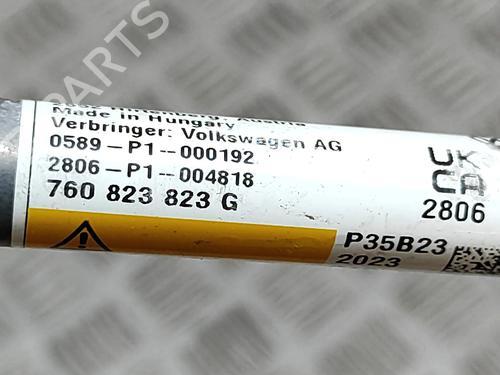 Made in Hungary
Verbringer: Volkswagen AG
0589-P1--000192
2806-P1--004818
760 823 823 G
UK
CA
2806
P35B23
2023
PARTS